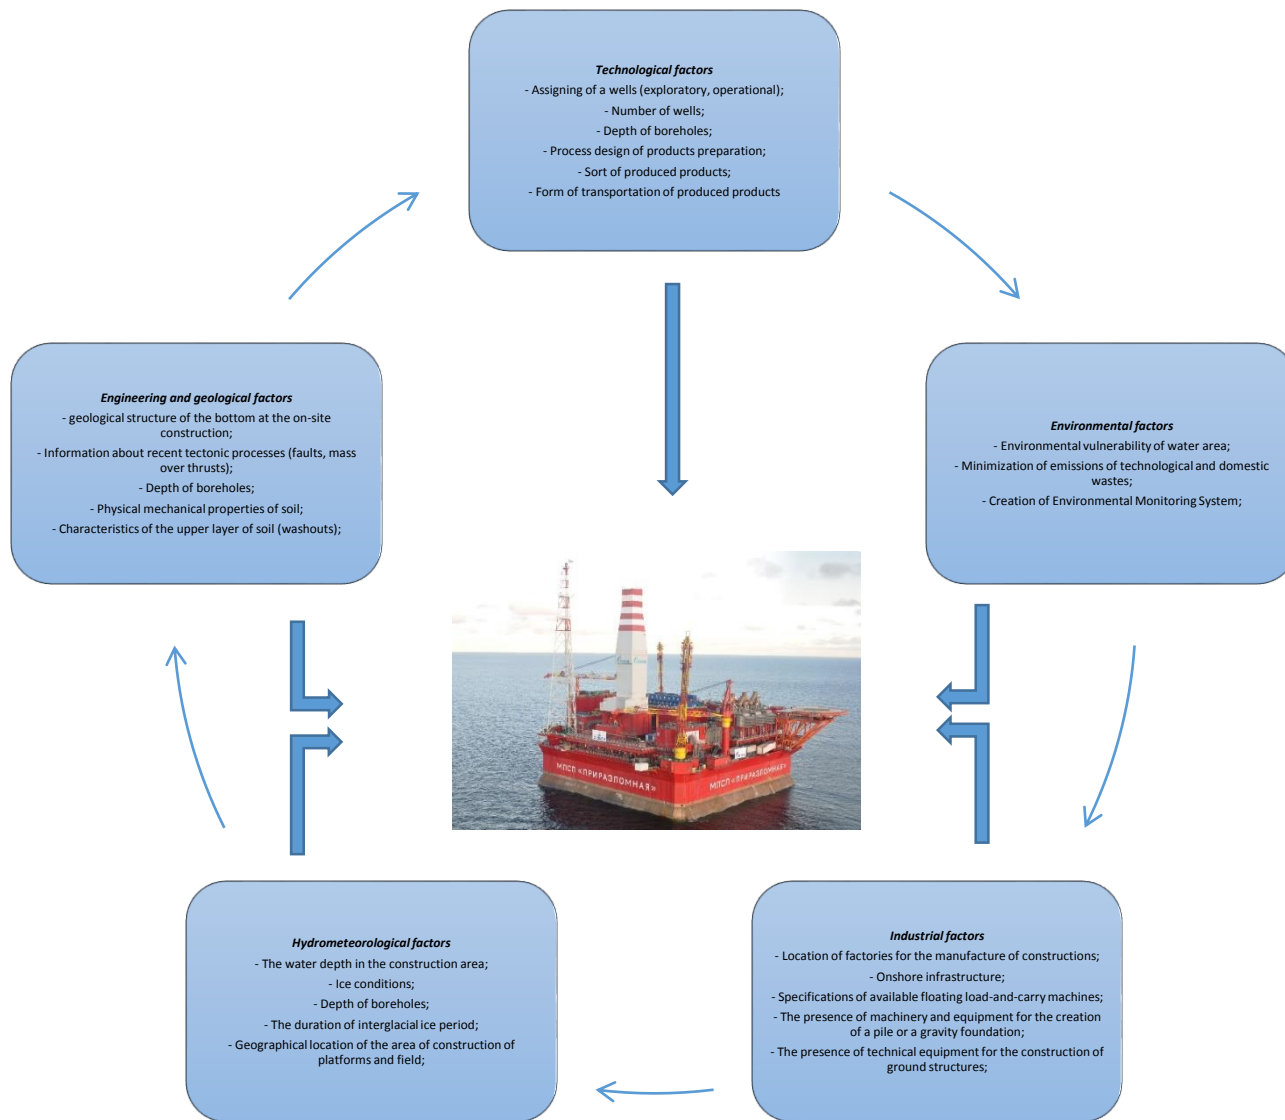 Technological factors
- Assigning of a wells (exploratory, operational);
- Number of wells;
- Depth of boreholes;
- Process design of products preparation;
- Sort of produced products;
- Form of transportation of produced products
Engineering and geological factors
- geological structure of the bottom at the on-site
construction;
- Information about recent tectonic processes (faults, mass
over thrusts);
- Depth of boreholes;
- Physical mechanical properties of soil;
- Characteristics of the upper layer of soil (washouts);
Environmental factors
- Environmental vulnerability of water area;
- Minimization of emissions of technological and domestic
wastes;
- Creation of Environmental Monitoring System;
МЛСП «ПРИРАЗЛОМНАЯ»
МЛСП «ПРИРАЗЛОМНАЯ»
Hydrometeorological factors
- The water depth in the construction area;
- Ice conditions;
- Depth of boreholes;
- The duration of interglacial ice period;
- Geographical location of the area of construction of
platforms and field;
Industrial factors
- Location of factories for the manufacture of constructions;
- Onshore infrastructure;
- Specifications of available floating load-and-carry machines;
- The presence of machinery and equipment for the creation
of a pile or a gravity foundation;
- The presence of technical equipment for the construction of
ground structures;